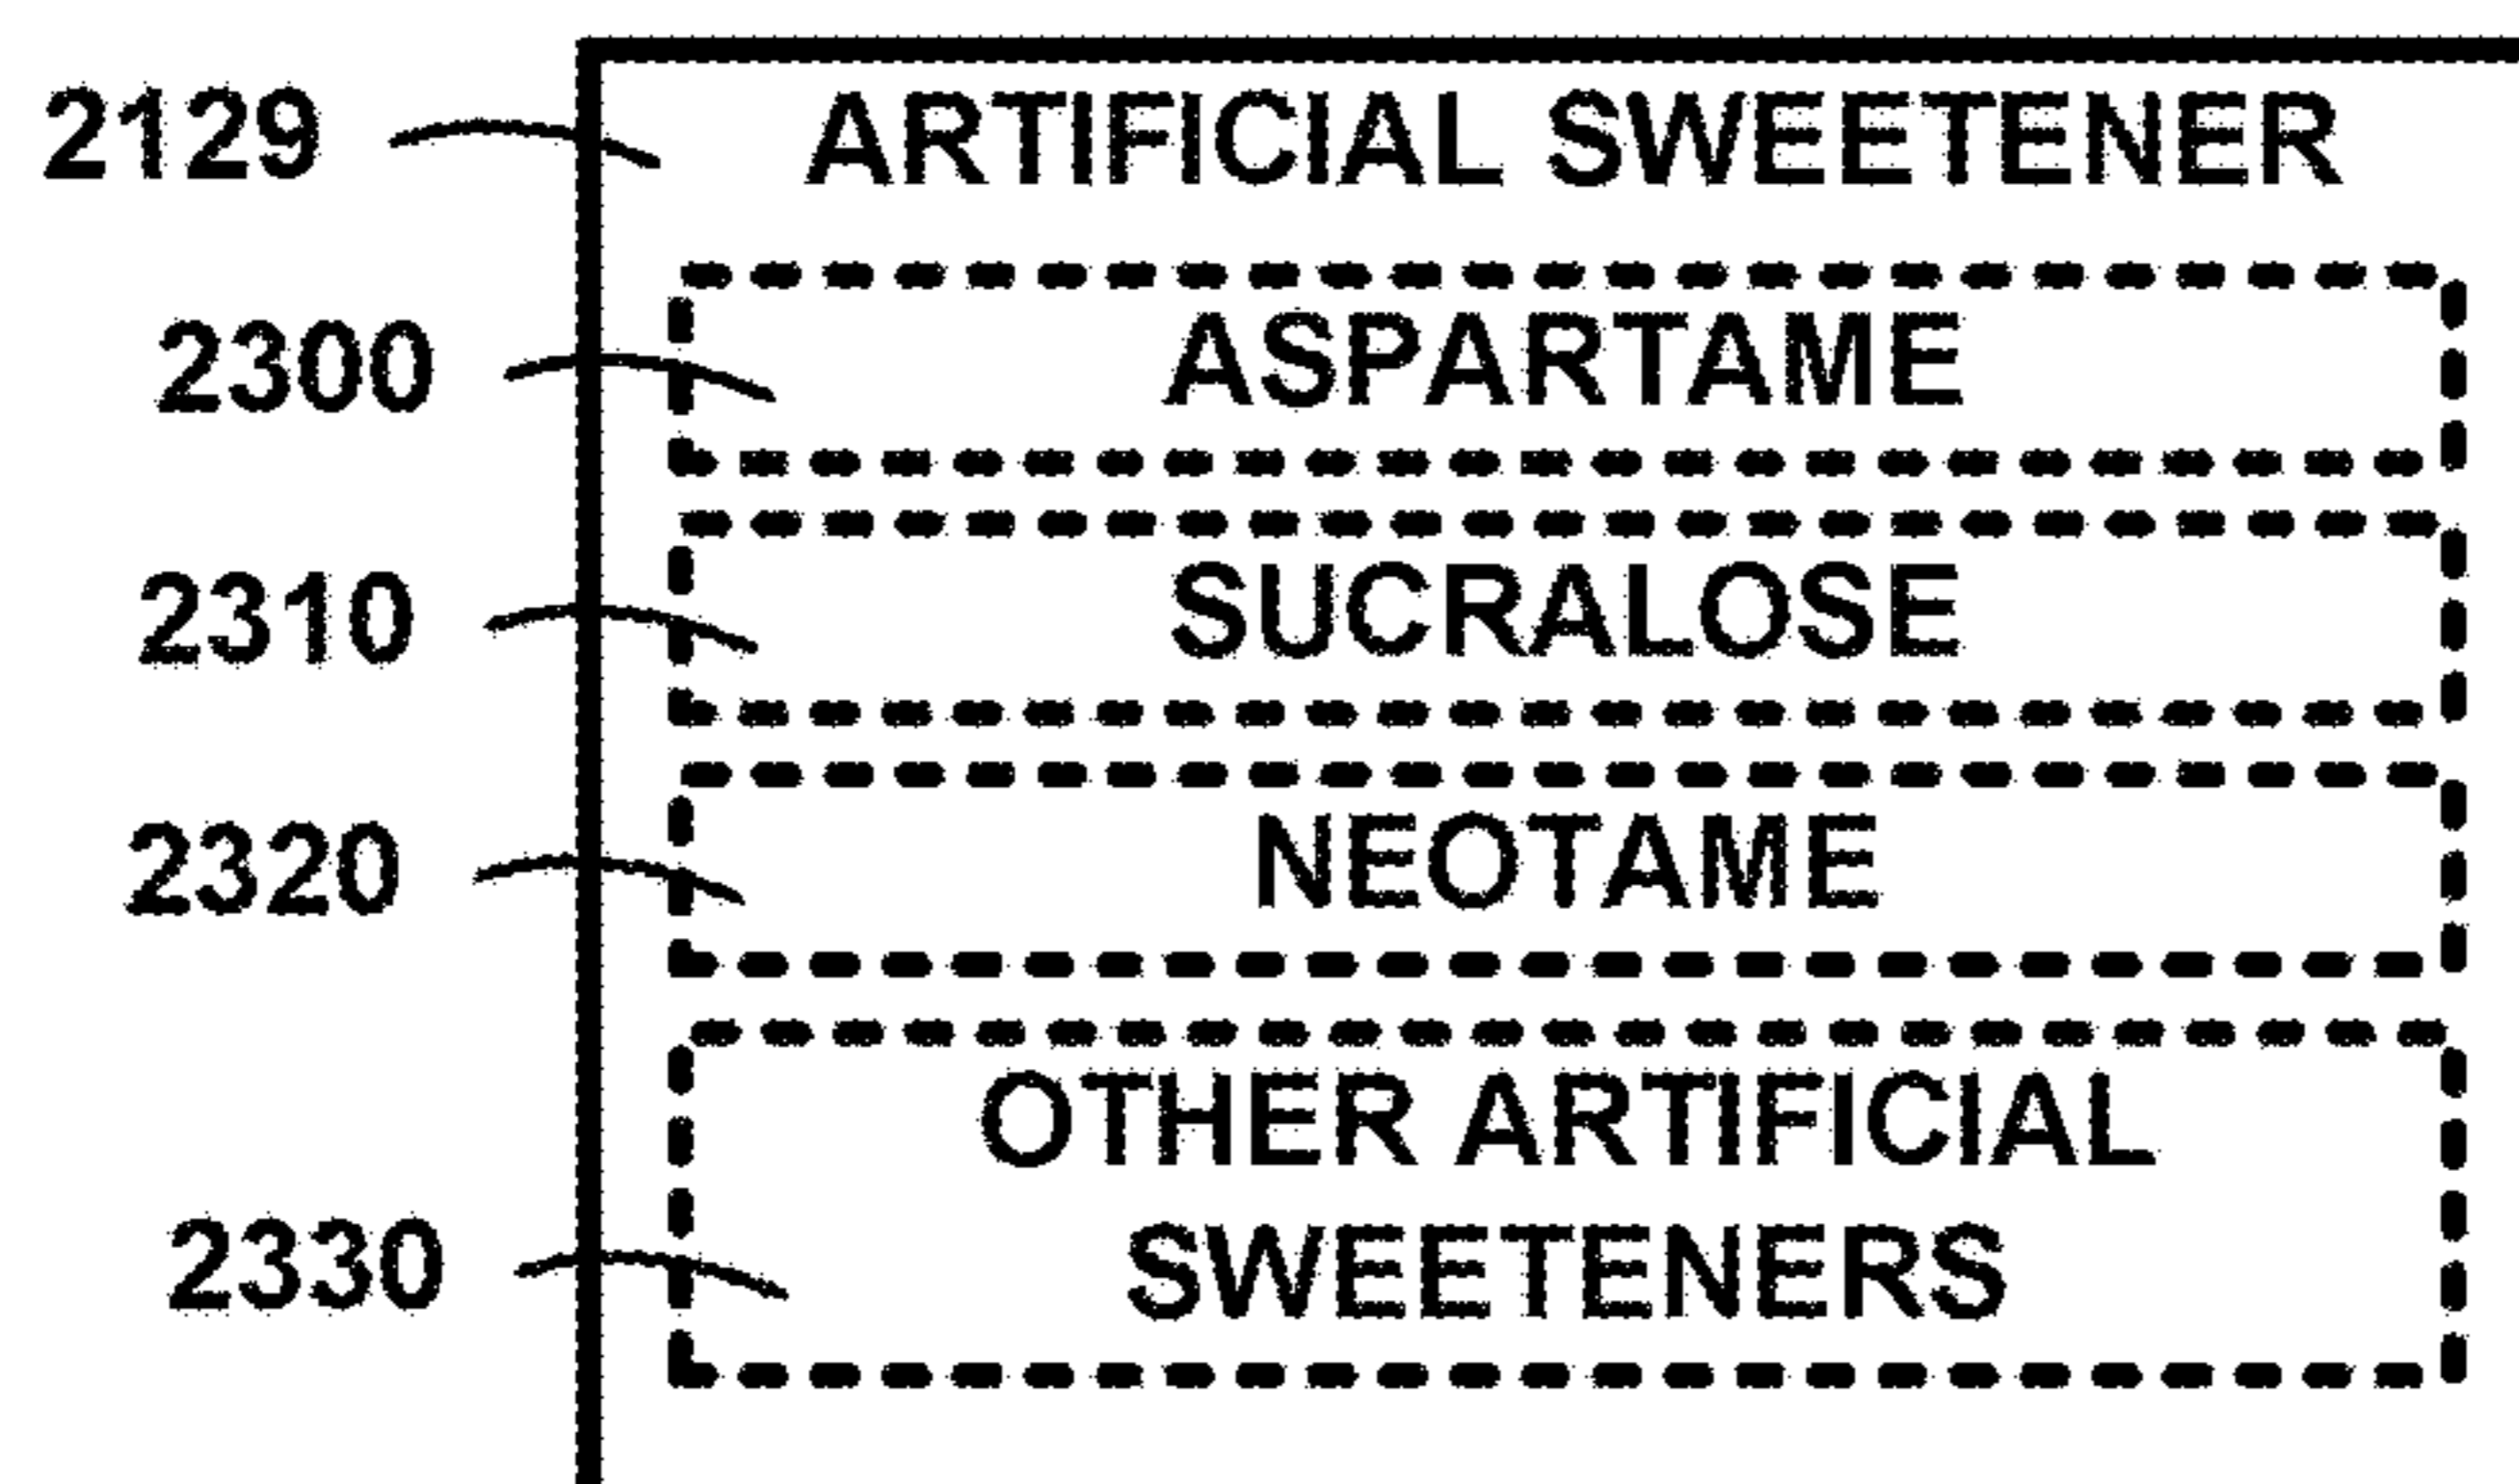 2129 ARTIFICIAL SWEETENER
2300 ASPARTAME
2310 SUCRALOSE
2320 NEOTAME
OTHER ARTIFICIAL
2330 SWEETENERS